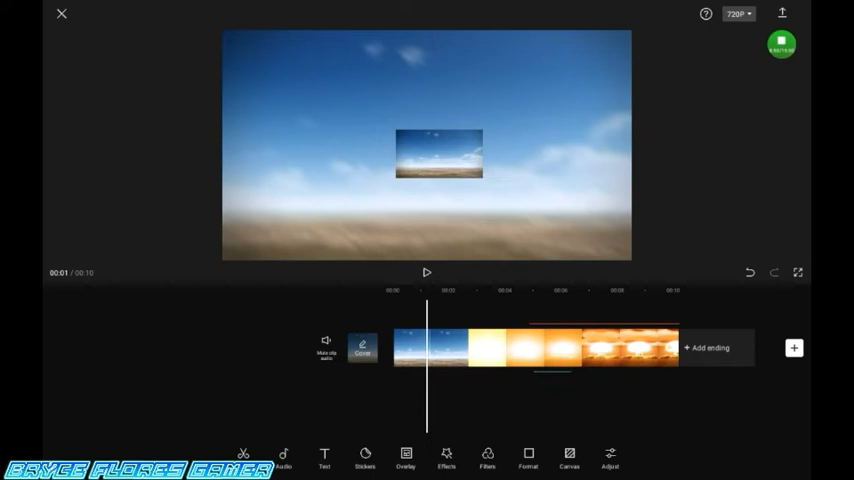 720P
00:01 / 00:10
00:00
00:02
00:04
00:06
00:08
00:10
Mute clip
audio
Cover
+ Add ending
Audio
Text
Stickers
Overlay
Effects
Filters
Format
Canvas
Adjust
BRYCE FLORES GAMER